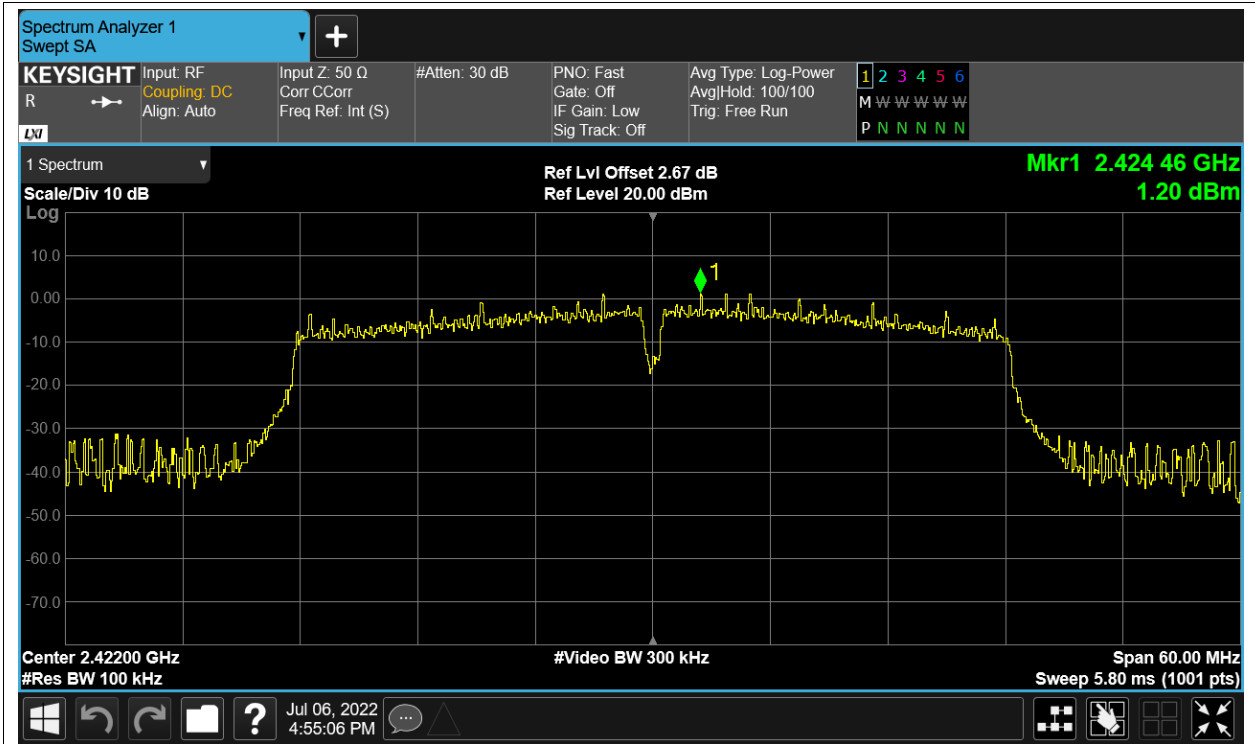 Spectrum Analyzer 1
Swept SA
KEYSIGHT
R
LXI
Input: RF
Coupling: DC
Align: Auto
Input Z: 50 Ω
Corr CCorr
Freq Ref: Int (S)
#Atten: 30 dB
PNO: Fast
Gate: Off
IF Gain: Low
Sig Track: Off
Avg Type: Log-Power
Avg|Hold: 100/100
Trig: Free Run
1 2 3 4 5 6
M W W W W W
P N N N N N
1 Spectrum
Scale/Div 10 dB
Log
Ref Lvl Offset 2.67 dB
Ref Level 20.00 dBm
Mkr1 2.424 46 GHz
1.20 dBm
1
10.0
0.00
-10.0
-20.0
-30.0
-40.0
-50.0
-60.0
-70.0
Center 2.42200 GHz
#Res BW 100 kHz
#Video BW 300 kHz
Span 60.00 MHz
Sweep 5.80 ms (1001 pts)
?
Jul 06, 2022
4:55:06 PM